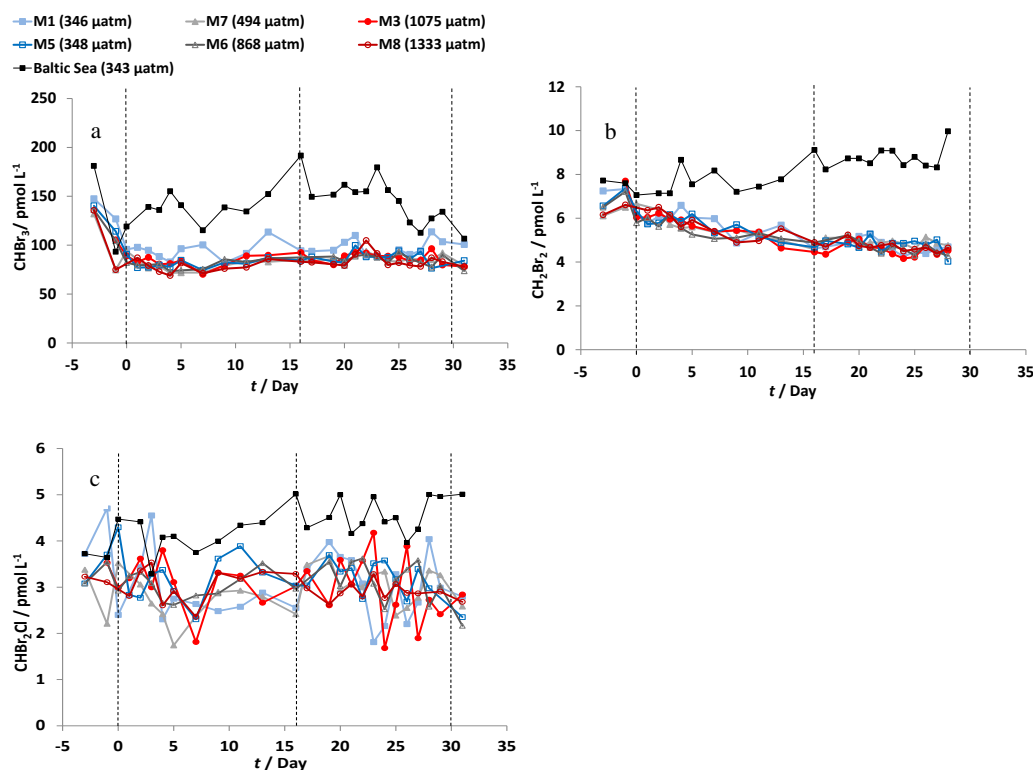 M1 (346 µatm) M7 (494 µatm) M3 (1075 µatm)
M5 (348 µatm) M6 (868 µatm) M8 (1333 µatm)
Baltic Sea (343 µatm)
a
CHBr₃/ pmol L⁻¹
250
200
150
100
50
0
-5 0 5 10 15 20 25 30 35
t / Day
b
CH₂Br₂ / pmol L⁻¹
12
10
8
6
4
2
0
-5 0 5 10 15 20 25 30 35
t / Day
c
CHBr₂Cl / pmol L⁻¹
6
5
4
3
2
1
0
-5 0 5 10 15 20 25 30 35
t / Day